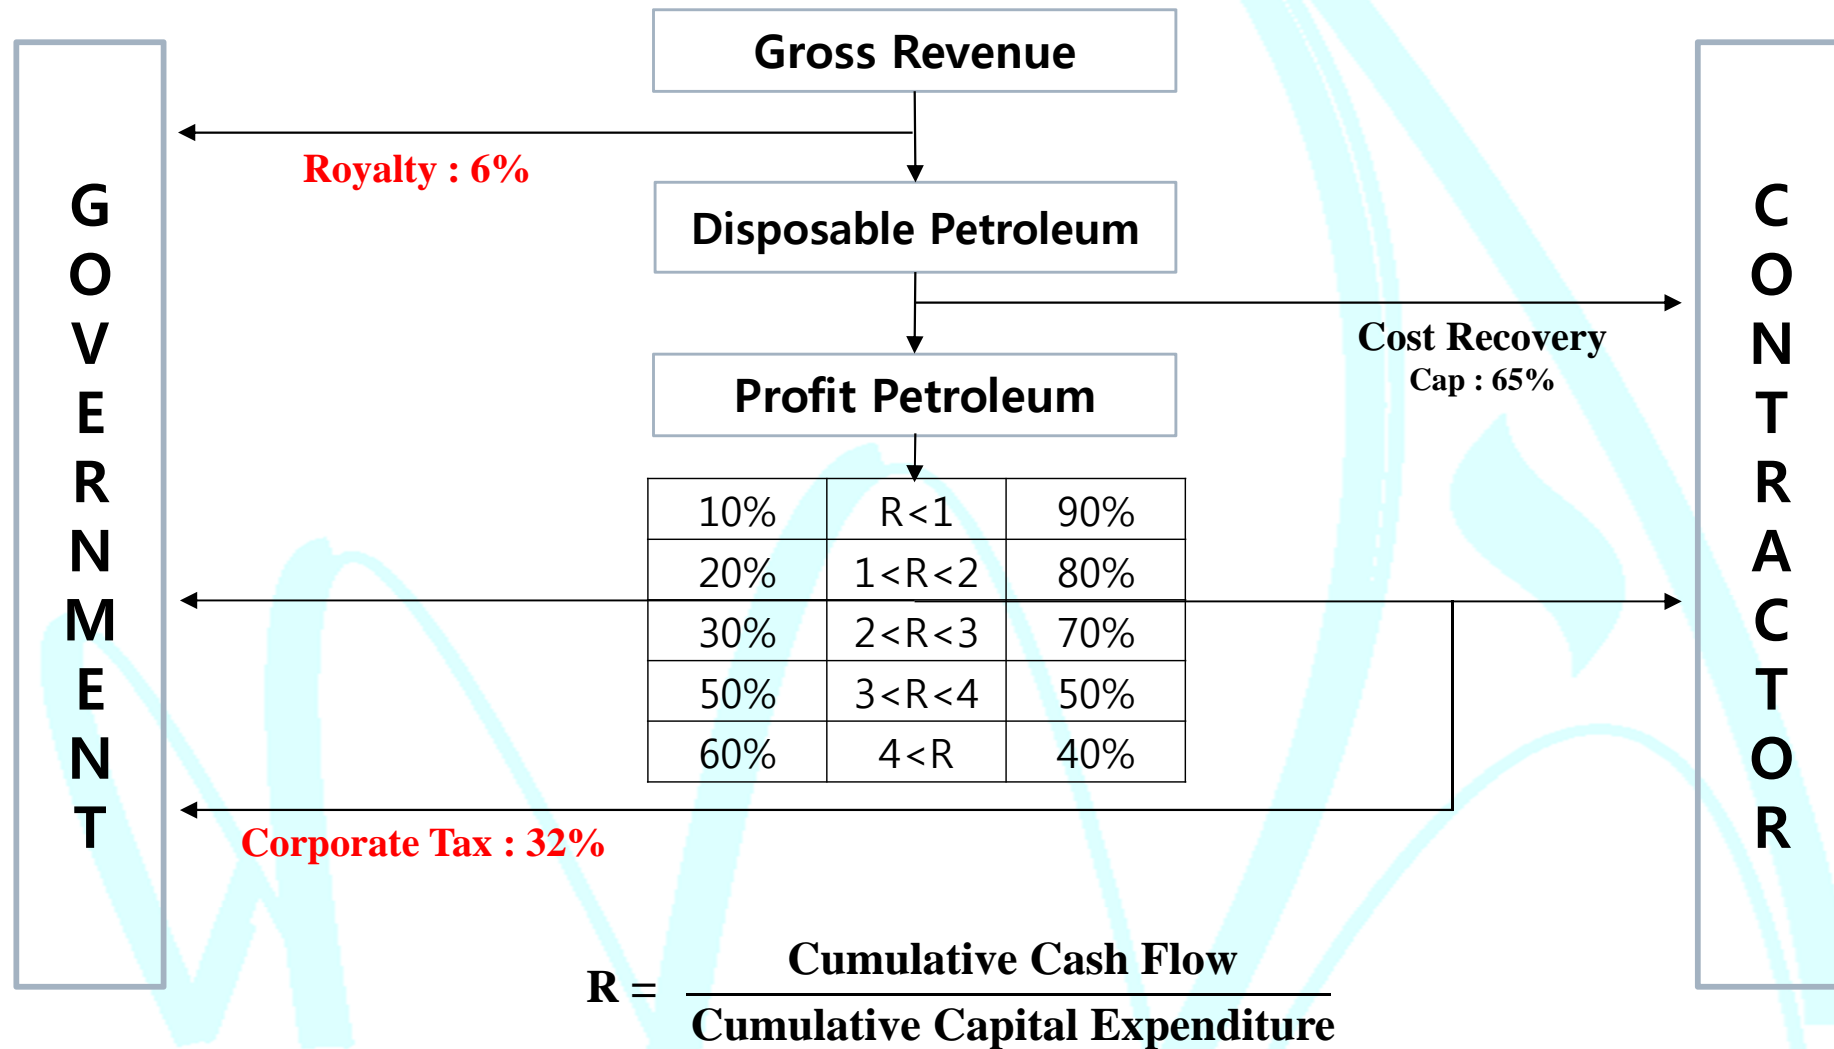 Gross Revenue
Royalty : 6%
Disposable Petroleum
Cost Recovery
Cap : 65%
Profit Petroleum
10% R<1 90%
20% 1<R<2 80%
30% 2<R<3 70%
50% 3<R<4 50%
60% 4<R 40%
Corporate Tax : 32%
GOVERNMENT
CONTRACTOR
R = Cumulative Cash Flow
Cumulative Capital Expenditure